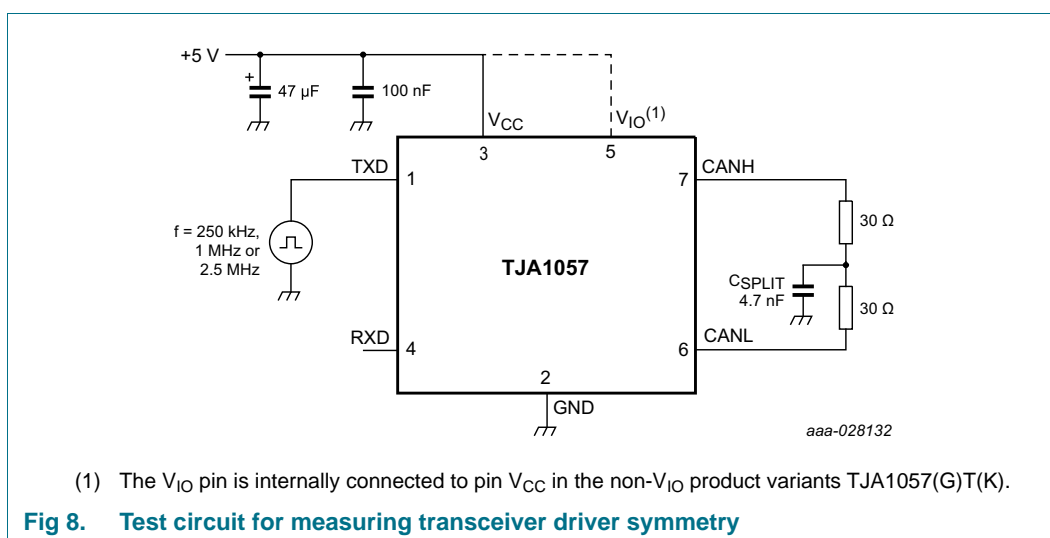 +5 V
+
47 µF
100 nF
VCC
VIO(1)
3
5
TXD
1
7
CANH
f = 250 kHz,
1 MHz or
2.5 MHz
30 Ω
TJA1057
CSPLIT
4.7 nF
30 Ω
RXD
4
6
CANL
2
GND
aaa-028132
(1) The VIO pin is internally connected to pin VCC in the non-VIO product variants TJA1057(G)T(K).
Fig 8. Test circuit for measuring transceiver driver symmetry